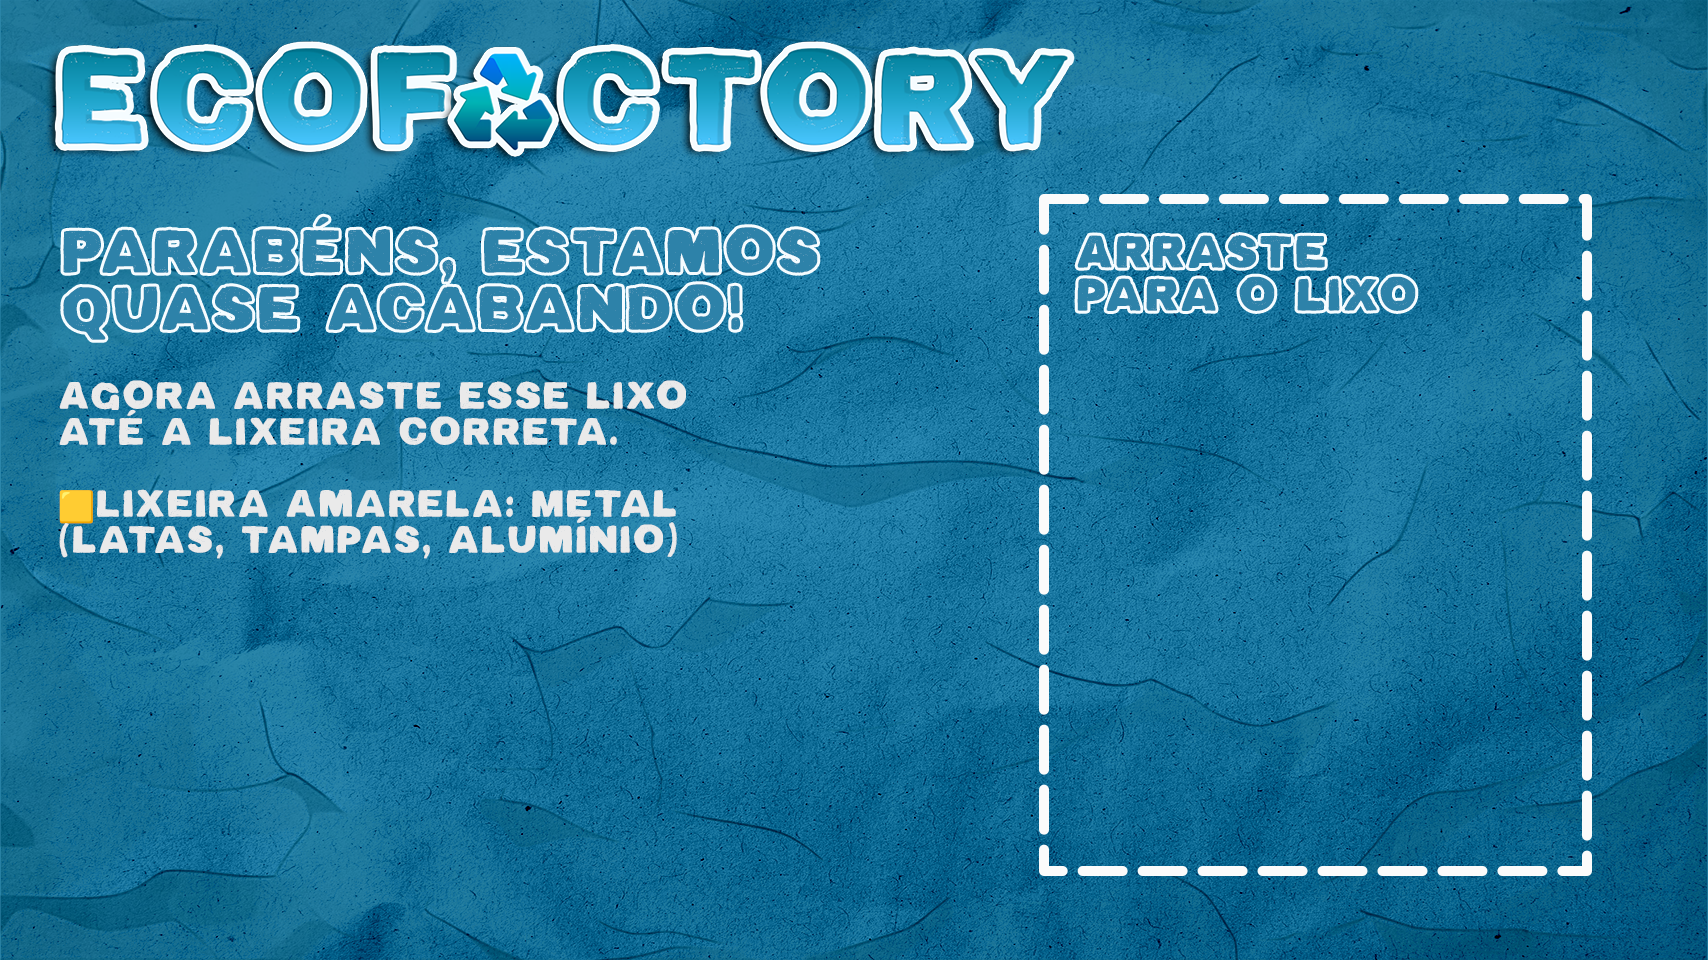 ECOFACTORY
PARABÉNS, ESTAMOS
QUASE ACABANDO!
AGORA ARRASTE ESSE LIXO
ATÉ A LIXEIRA CORRETA.
🟨LIXEIRA AMARELA: METAL
(LATAS, TAMPAS, ALUMÍNIO)
ARRASTE
PARA O LIXO